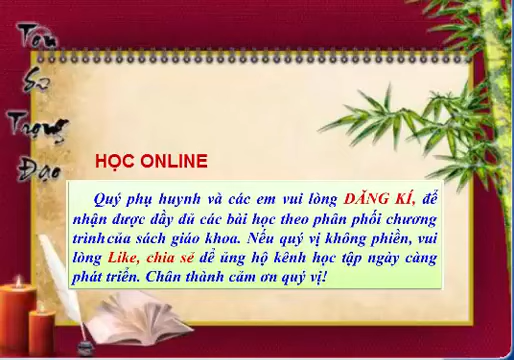 Tôn
Sư
Trọng
Đạo
HỌC ONLINE
Quý phụ huynh và các em vui lòng ĐĂNG KÍ, để
nhận được đầy đủ các bài học theo phân phối chương
trình của sách giáo khoa. Nếu quý vị không phiền, vui
lòng Like, chia sẻ để ủng hộ kênh học tập ngày càng
phát triển. Chân thành cảm ơn quý vị!